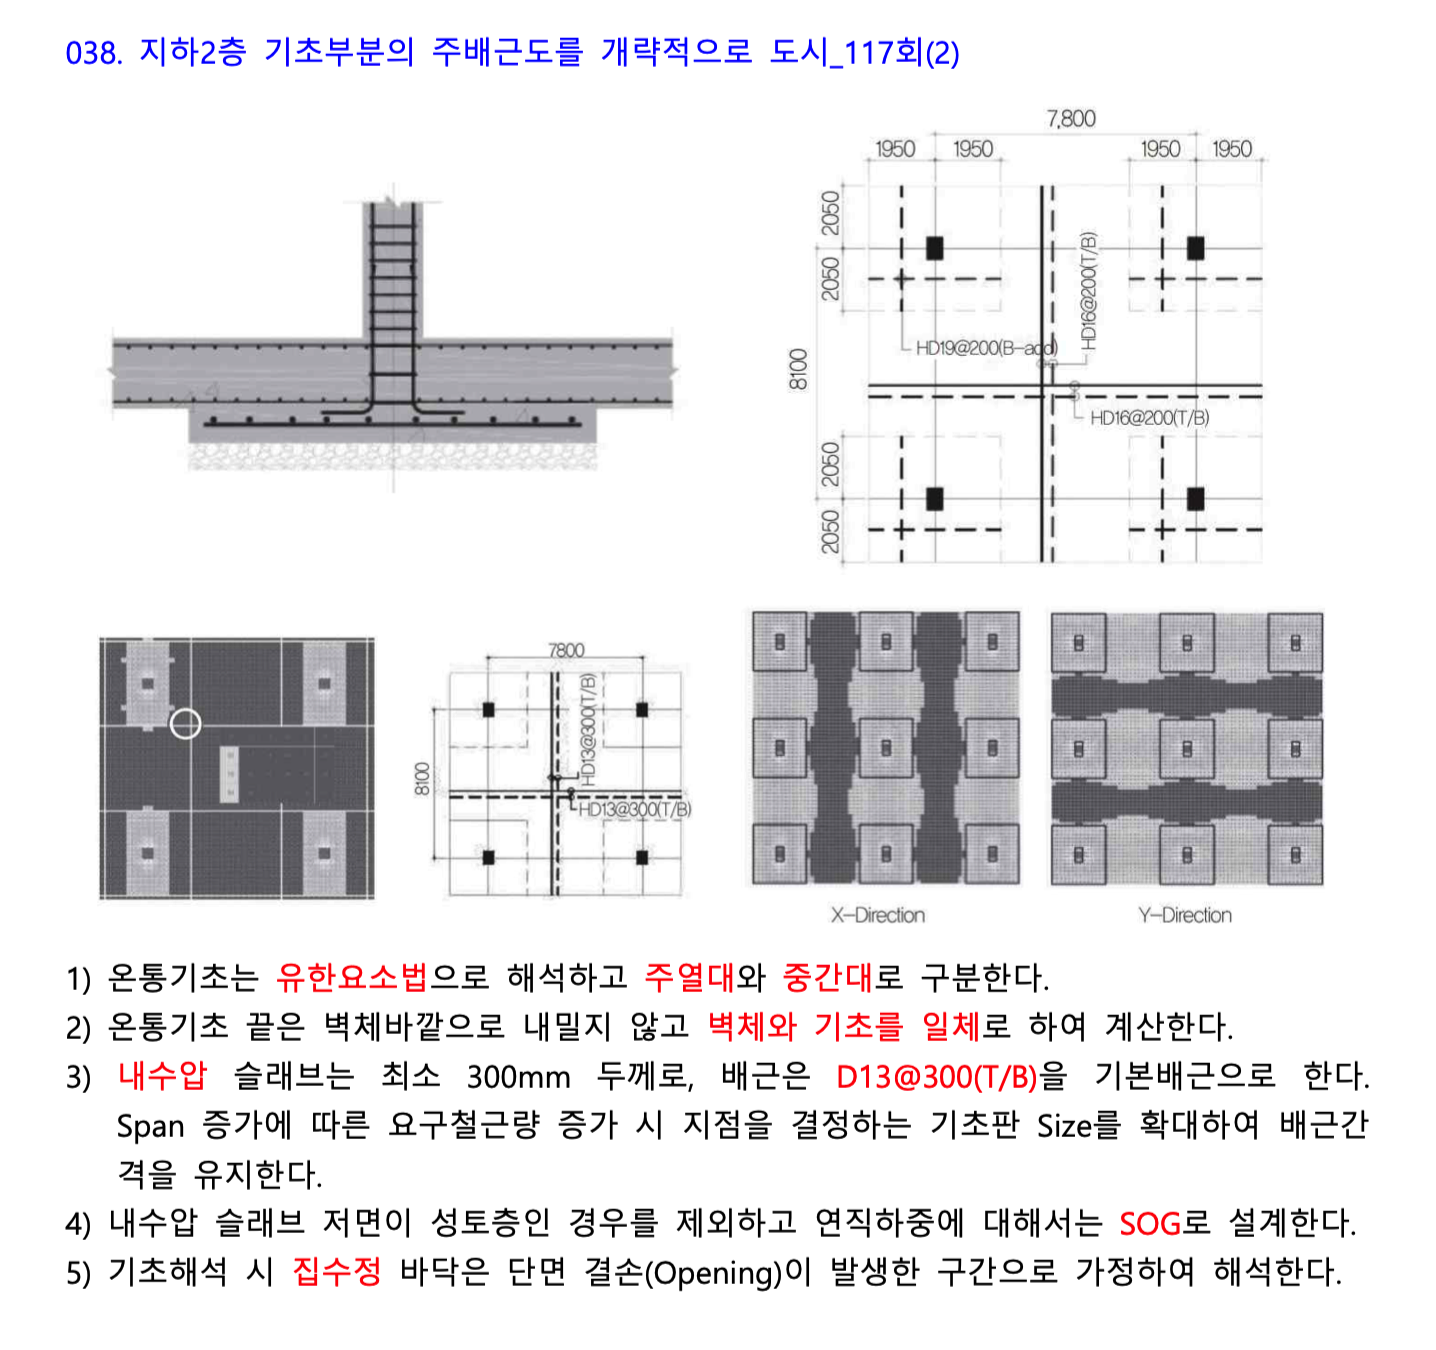 038. 지하2층 기초부분의 주배근도를 개략적으로 도시_117회(2)
7,800
1950 1950 1950 1950
2050
2050
8100
2050
2050
HD16@200(T/B)
HD19@200(B-add)
HD16@200(T/B)
7800
8100
HD13@300(T/B)
HD13@300(T/B)
X-Direction
Y-Direction
1) 온통기초는 유한요소법으로 해석하고 주열대와 중간대로 구분한다.
2) 온통기초 끝은 벽체바깥으로 내밀지 않고 벽체와 기초를 일체로 하여 계산한다.
3) 내수압 슬래브는 최소 300mm 두께로, 배근은 D13@300(T/B)을 기본배근으로 한다.
Span 증가에 따른 요구철근량 증가 시 지점을 결정하는 기초판 Size를 확대하여 배근간
격을 유지한다.
4) 내수압 슬래브 저면이 성토층인 경우를 제외하고 연직하중에 대해서는 SOG로 설계한다.
5) 기초해석 시 집수정 바닥은 단면 결손(Opening)이 발생한 구간으로 가정하여 해석한다.